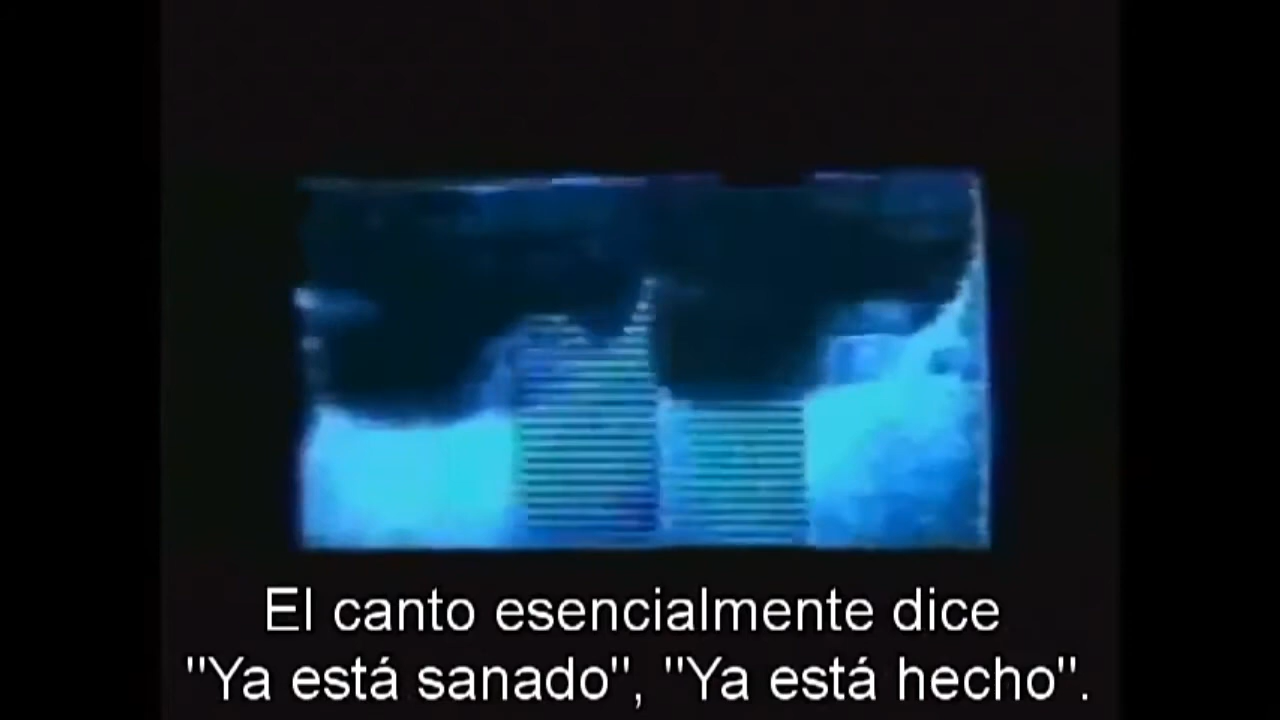 El canto esencialmente dice
"Ya está sanado", "Ya está hecho".